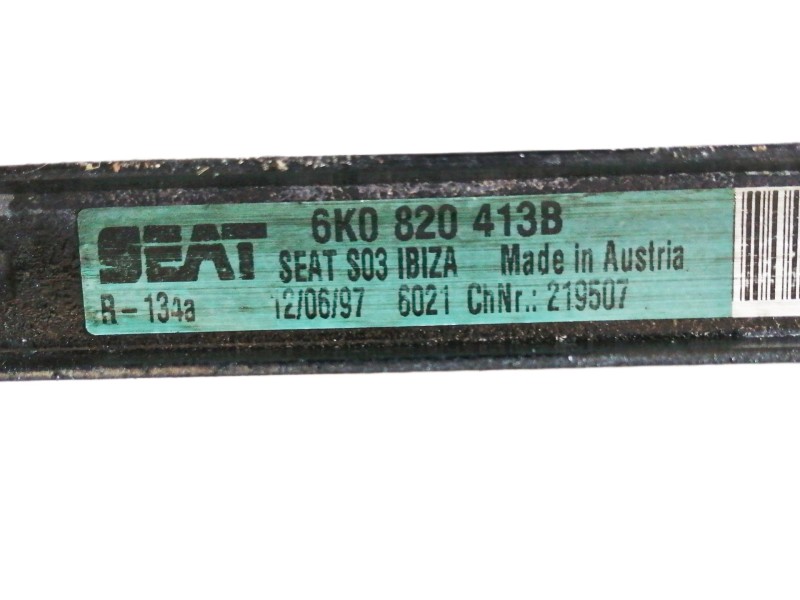 SEAT 6K0 820 413B
SEAT S03 IBIZA Made in Austria
R-134a 12/06/97 6021 ChNr.: 219507